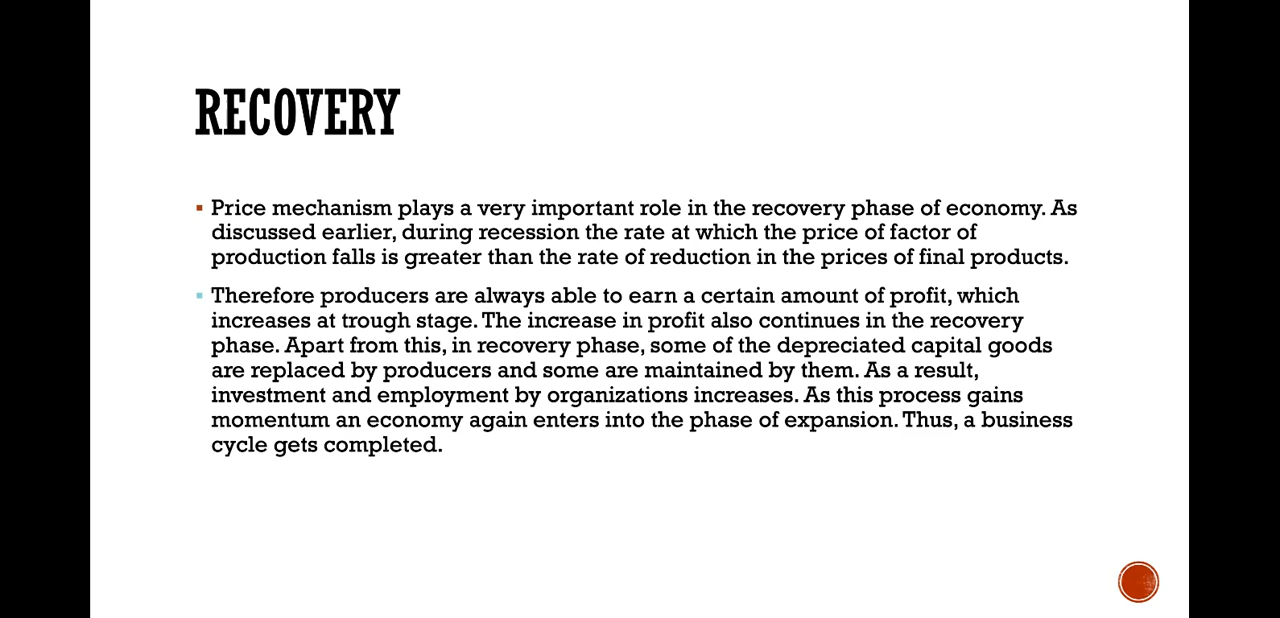 RECOVERY
Price mechanism plays a very important role in the recovery phase of economy. As
discussed earlier, during recession the rate at which the price of factor of
production falls is greater than the rate of reduction in the prices of final products.
Therefore producers are always able to earn a certain amount of profit, which
increases at trough stage. The increase in profit also continues in the recovery
phase. Apart from this, in recovery phase, some of the depreciated capital goods
are replaced by producers and some are maintained by them. As a result,
investment and employment by organizations increases. As this process gains
momentum an economy again enters into the phase of expansion. Thus, a business
cycle gets completed.